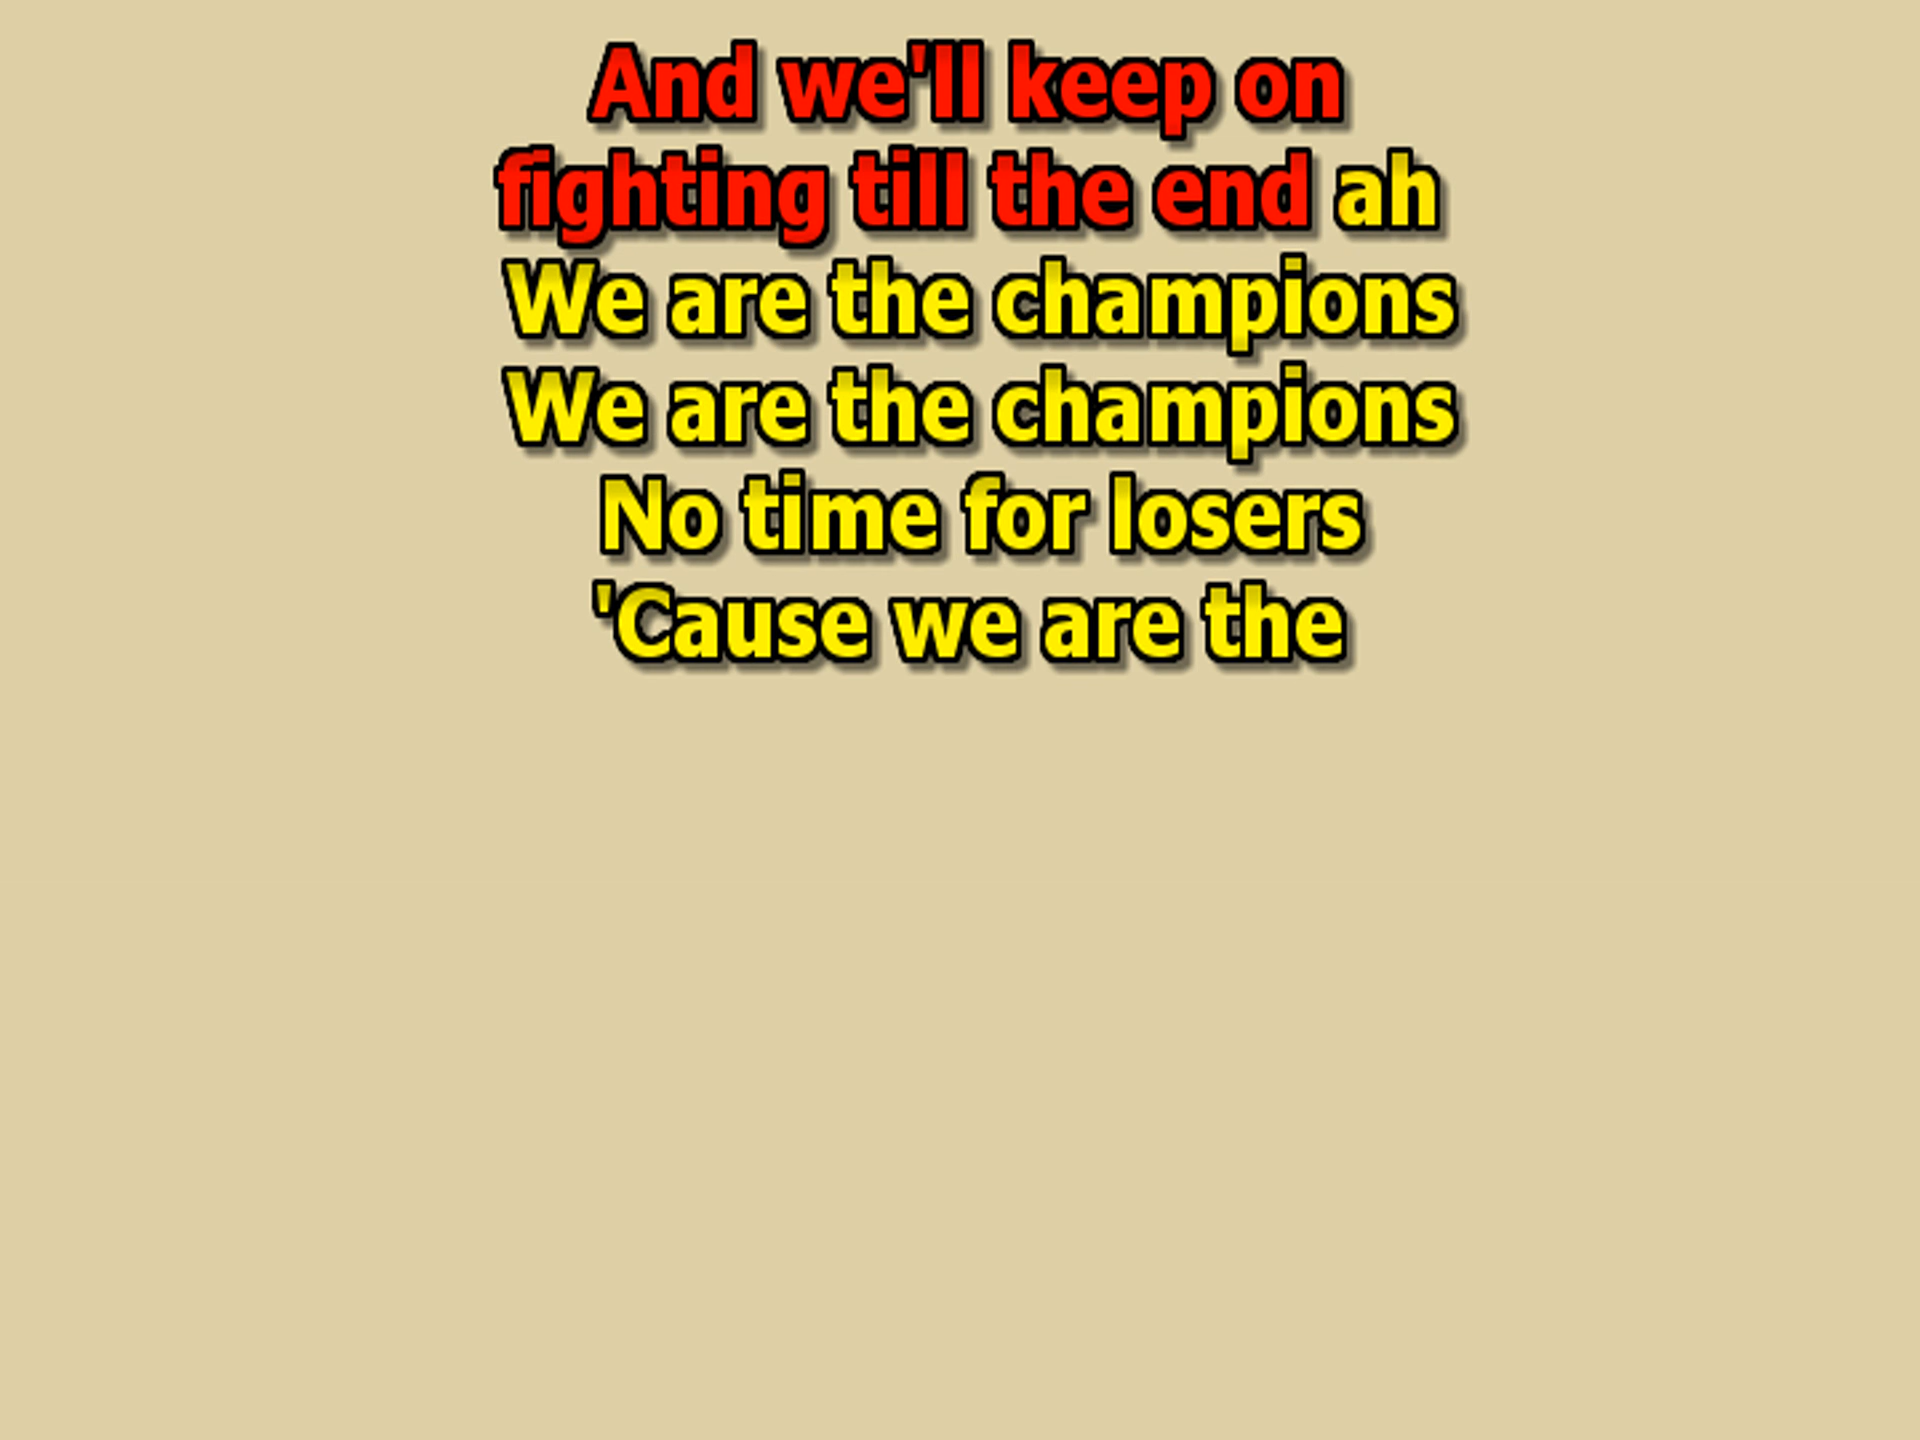 And we'll keep on
fighting till the end ah
We are the champions
We are the champions
No time for losers
'Cause we are the